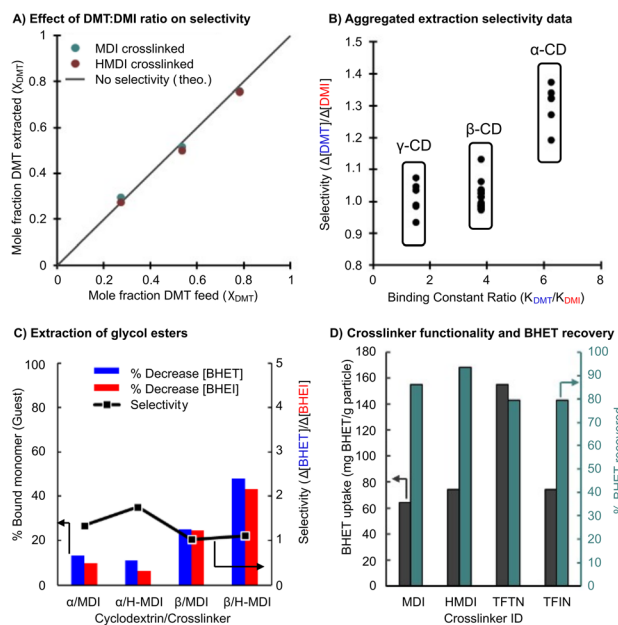 A) Effect of DMT:DMI ratio on selectivity
Mole fraction DMT extracted (X_DMT)
1
0.8
0.6
0.4
0.2
0
MDI crosslinked
HMDI crosslinked
No selectivity (theo.)
0 0.2 0.4 0.6 0.8 1
Mole fraction DMT feed (X_DMT)
B) Aggregated extraction selectivity data
Selectivity (Δ[DMT]/Δ[DMI])
1.5
1.4
1.3
1.2
1.1
1.0
0.9
0.8
α-CD
β-CD
γ-CD
0 2 4 6 8
Binding Constant Ratio (K_DMT/K_DMI)
C) Extraction of glycol esters
% Bound monomer (Guest)
100
80
60
40
20
0
% Decrease [BHET]
% Decrease [BHEI]
Selectivity
5
4
3
2
1
0
Selectivity (Δ[BHET]/Δ[BHEI]
α/MDI α/H-MDI β/MDI β/H-MDI
Cyclodextrin/Crosslinker
D) Crosslinker functionality and BHET recovery
BHET uptake (mg BHET/g particle)
180
160
140
120
100
80
60
40
20
0
100
90
80
70
60
50
40
30
20
10
0
% BHET recovered
MDI HMDI TFTN TFIN
Crosslinker ID